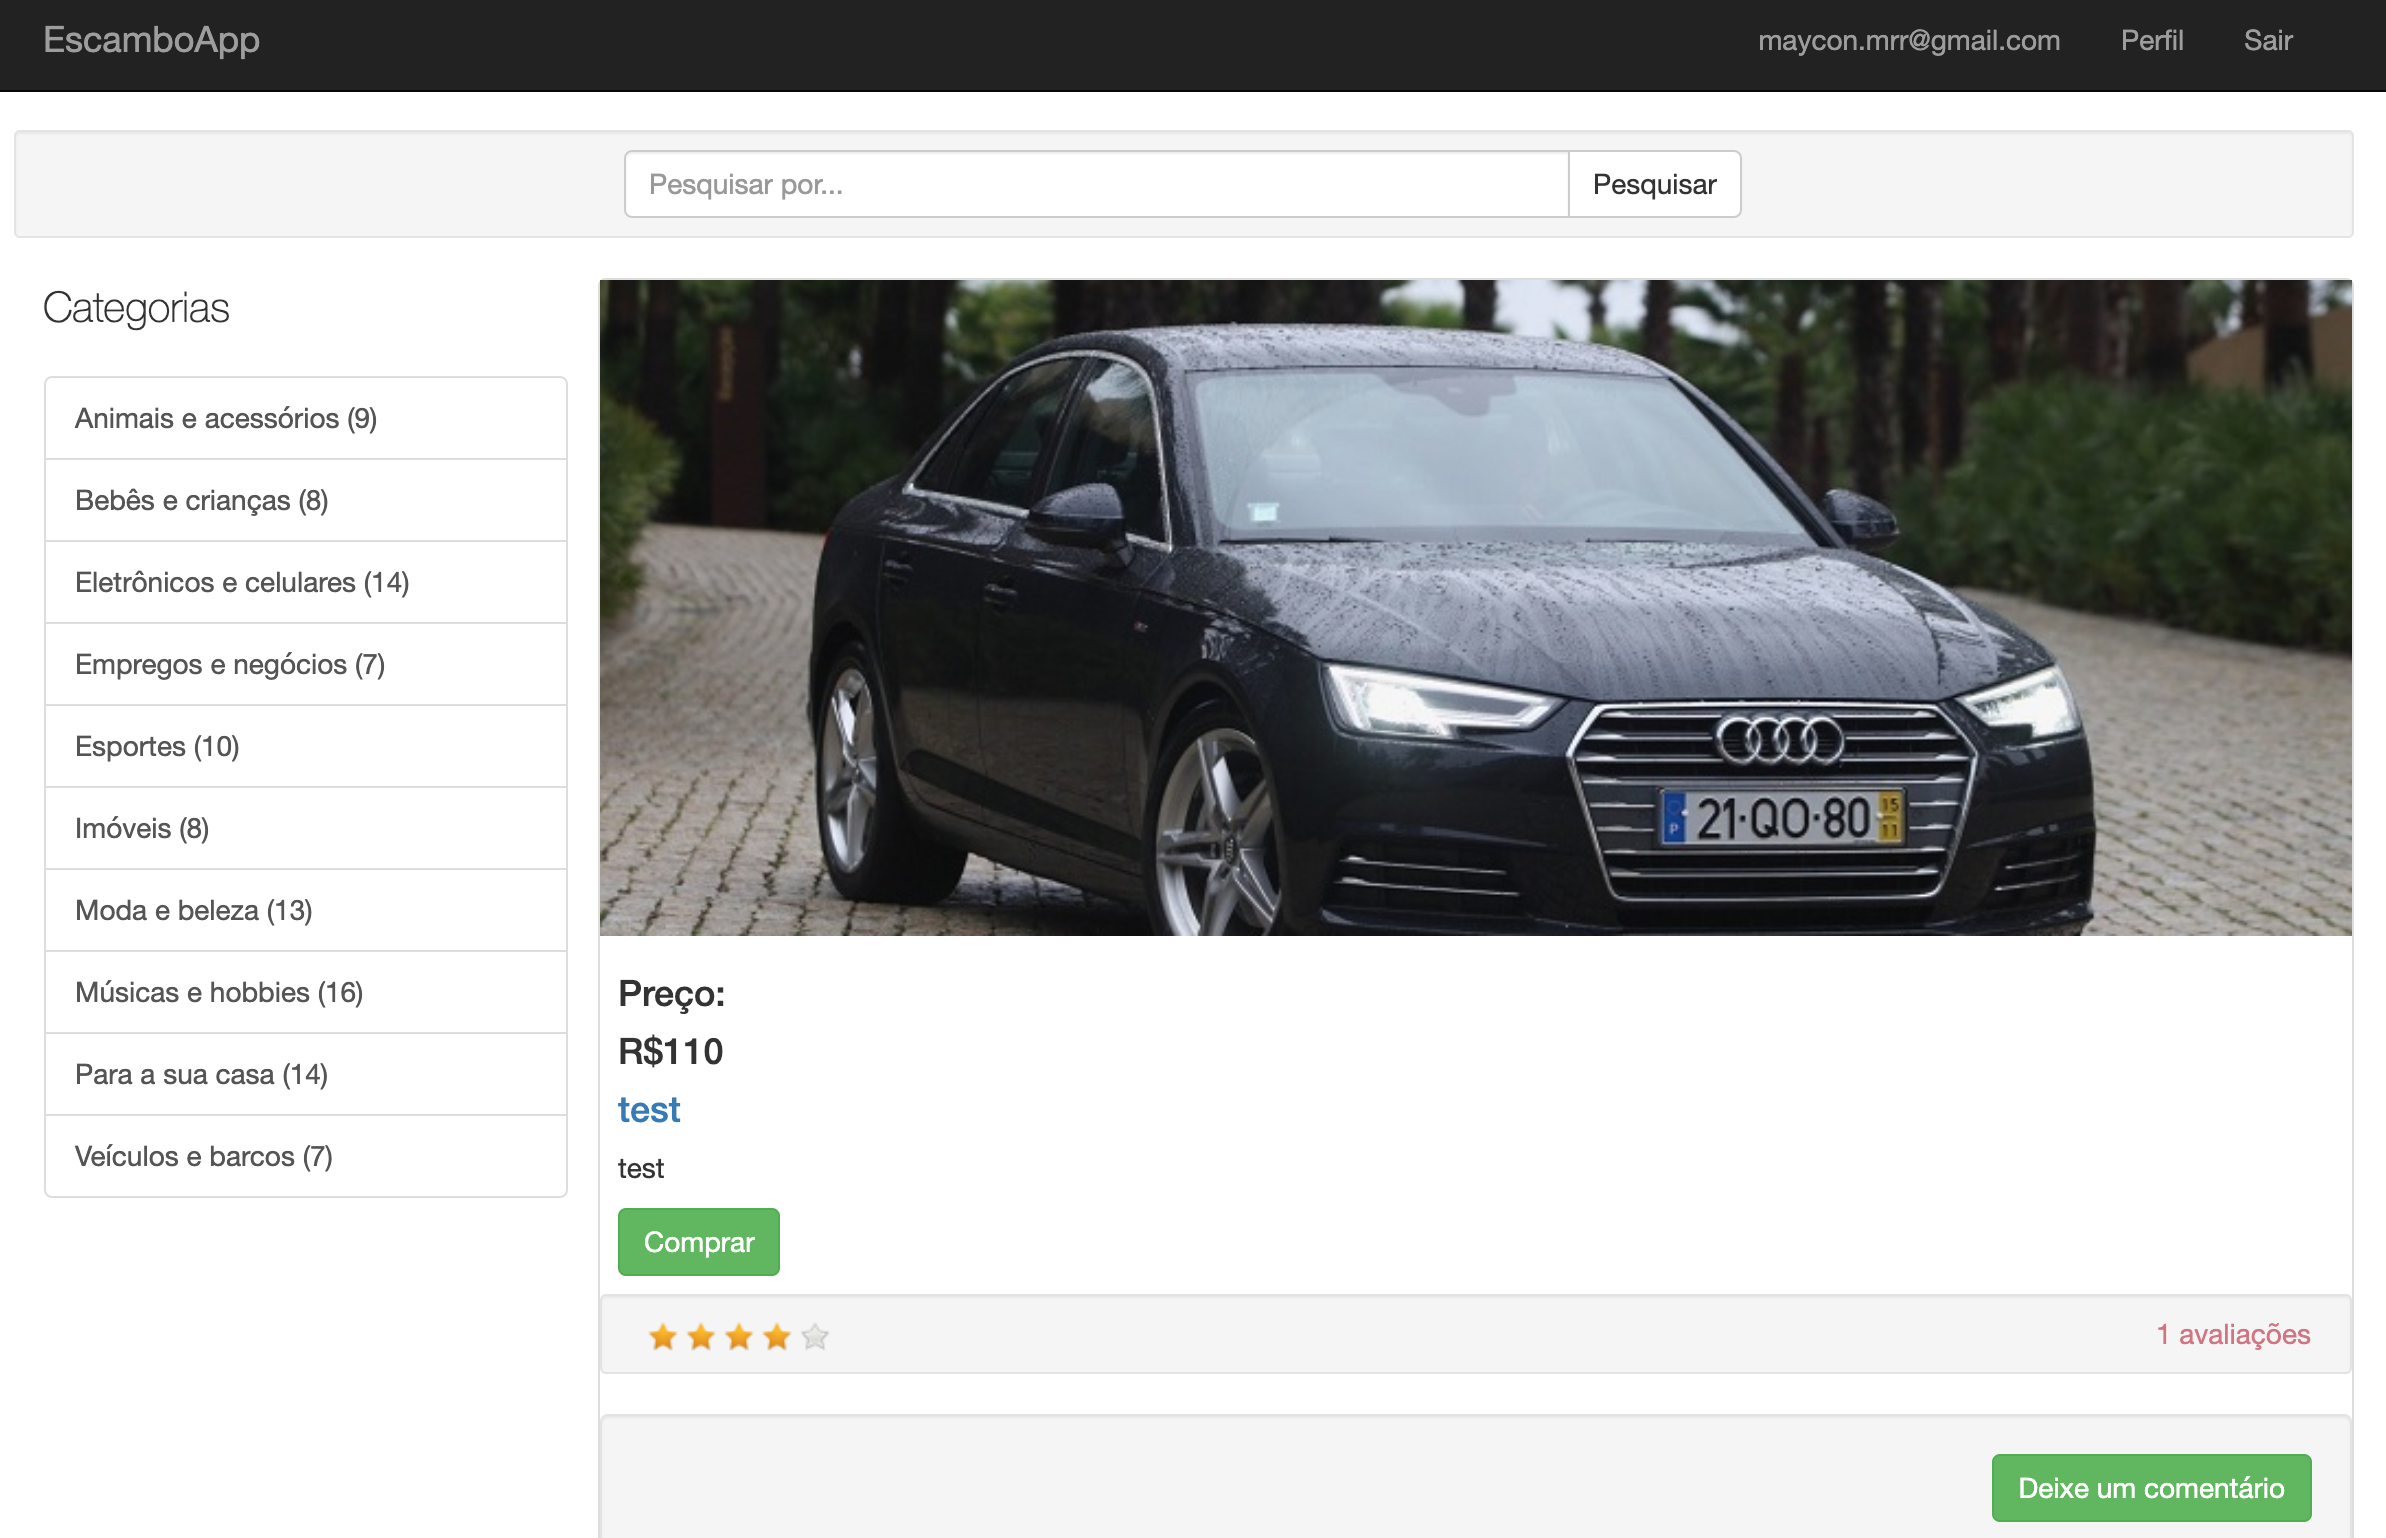 EscamboApp
maycon.mrr@gmail.com Perfil Sair
Pesquisar por... Pesquisar
Categorias
Animais e acessórios (9)
Bebês e crianças (8)
Eletrônicos e celulares (14)
Empregos e negócios (7)
Esportes (10)
Imóveis (8)
Moda e beleza (13)
Músicas e hobbies (16)
Para a sua casa (14)
Veículos e barcos (7)
P 21·QO·80 15 11
Preço:
R$110
test
test
Comprar
1 avaliações
Deixe um comentário